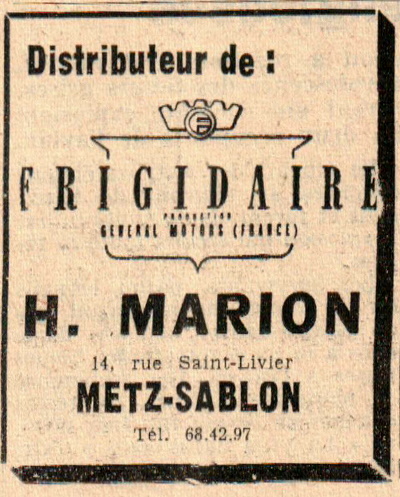 Distributeur de :
F
FRIGIDAIRE
PRODUCTION
GENERAL MOTORS (FRANCE)
H. MARION
14, rue Saint-Livier
METZ-SABLON
Tél. 68.42.97